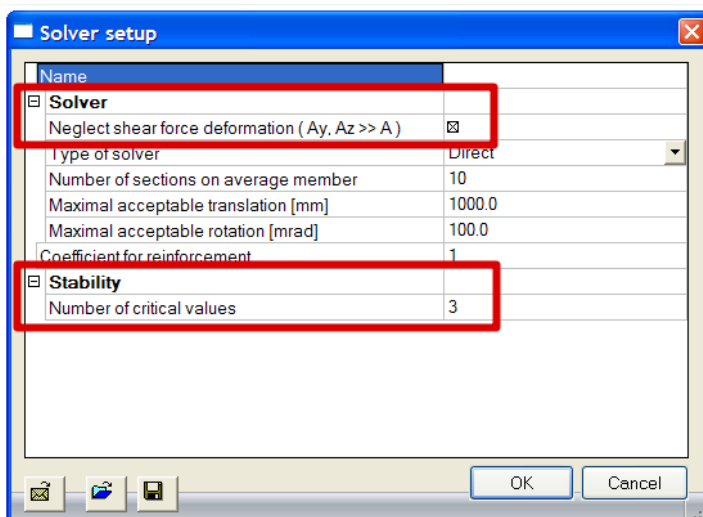 Solver setup
Name
Solver
Neglect shear force deformation ( Ay, Az >> A )
Type of solver Direct
Number of sections on average member 10
Maximal acceptable translation [mm] 1000.0
Maximal acceptable rotation [mrad] 100.0
Coefficient for reinforcement 1
Stability
Number of critical values 3
OK Cancel